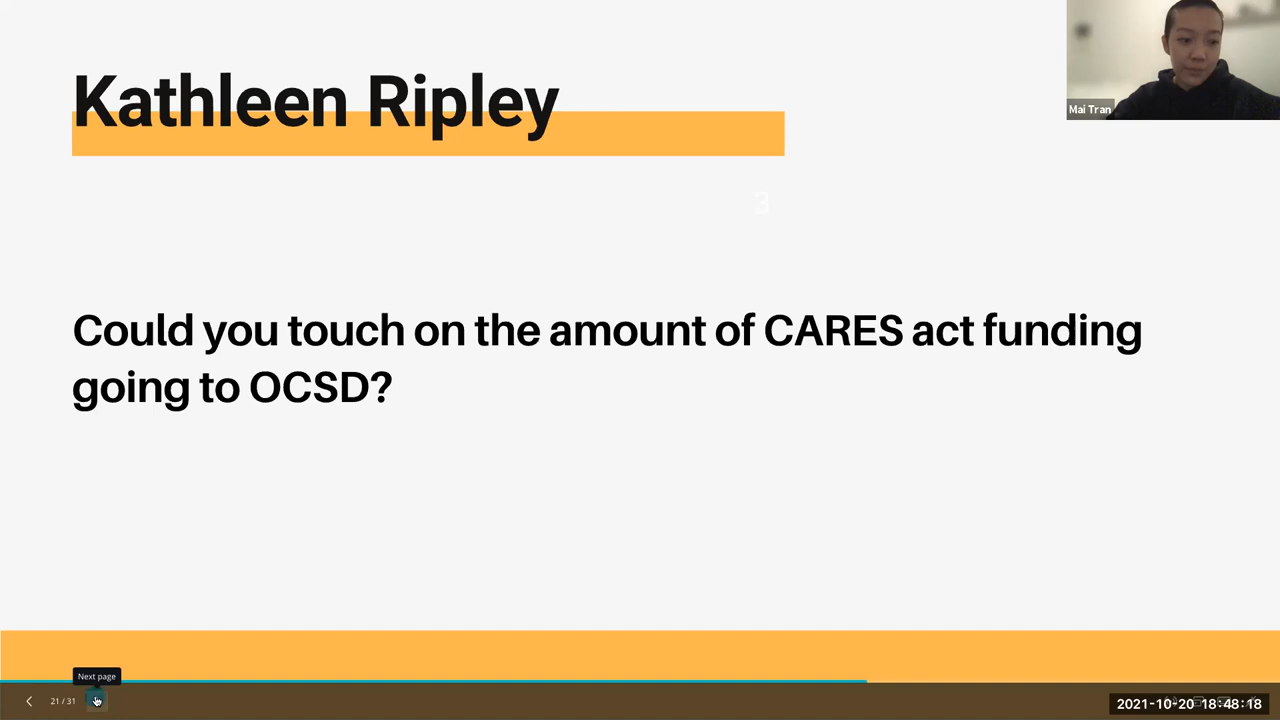 Kathleen Ripley
Mai Tran
3
Could you touch on the amount of CARES act funding
going to OCSD?
Next page
21 / 31
2021-10-20 18:48:18